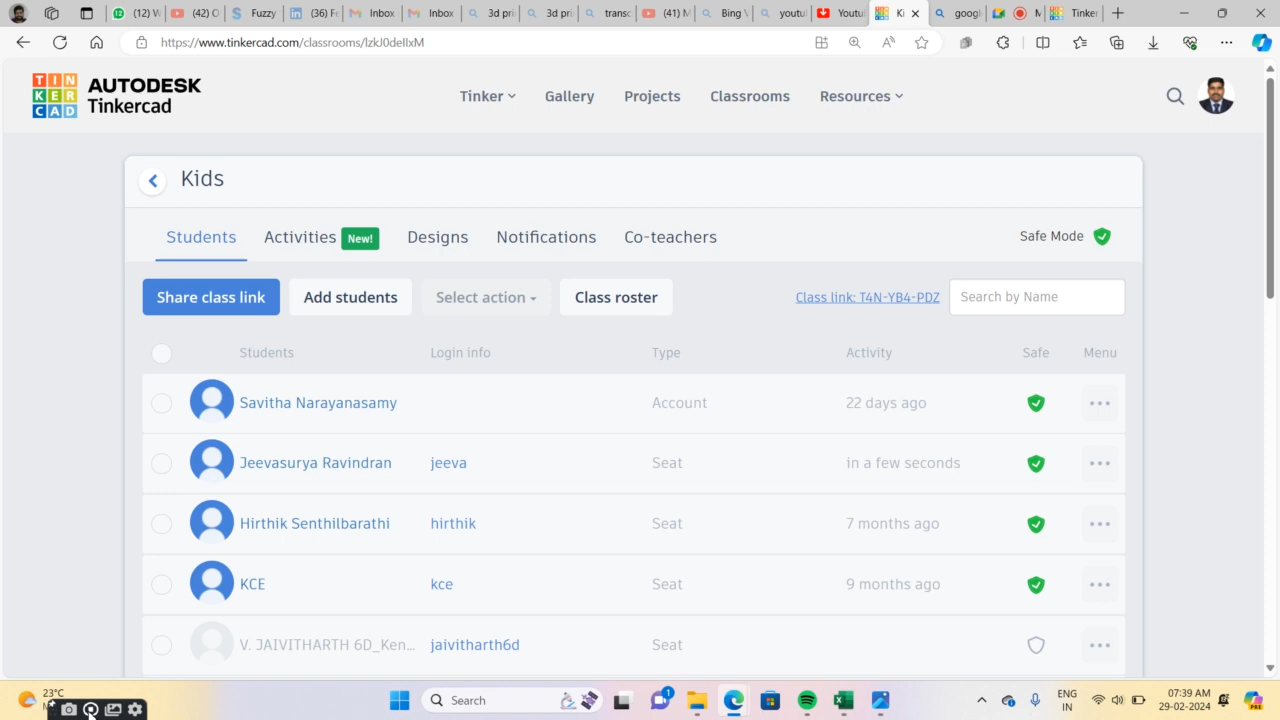 (12) W
(42) O
Fuzzy
(36) Fe
Inbox
Inbox
3d pri
3d pri
transc
(41) M
Bing V
youtu
Youtu
Ki
googl
M
Tinker
https://www.tinkercad.com/classrooms/lzkJ0deIlxM
TINKERCAD
AUTODESK
Tinkercad
Tinker
Gallery
Projects
Classrooms
Resources
Kids
Students
Activities
New!
Designs
Notifications
Co-teachers
Safe Mode
Share class link
Add students
Select action
Class roster
Class link: T4N-YB4-PDZ
Search by Name
Students
Login info
Type
Activity
Safe
Menu
Savitha Narayanasamy
Account
22 days ago
Jeevasurya Ravindran
jeeva
Seat
in a few seconds
Hirthik Senthilbarathi
hirthik
Seat
7 months ago
KCE
kce
Seat
9 months ago
V. JAIVITHARTH 6D_Ken...
jaivitharth6d
Seat
23°C
Search
1
ENG
IN
07:39 AM
29-02-2024